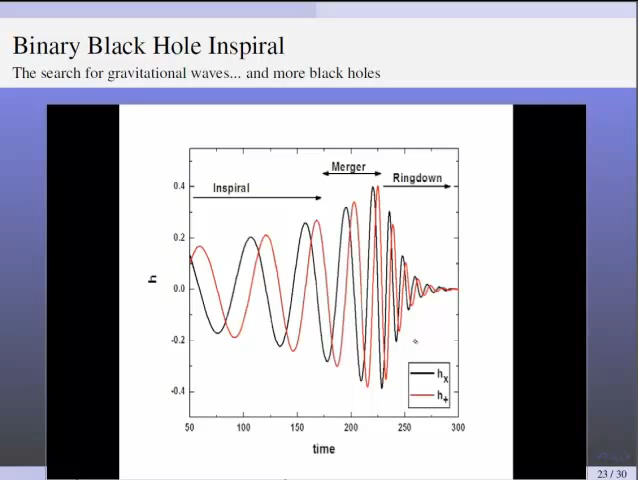 Binary Black Hole Inspiral
The search for gravitational waves... and more black holes
Merger
Ringdown
Inspiral
0.4
0.2
0.0
-0.2
-0.4
h
hx
h+
50 100 150 200 250 300
time
23 / 30